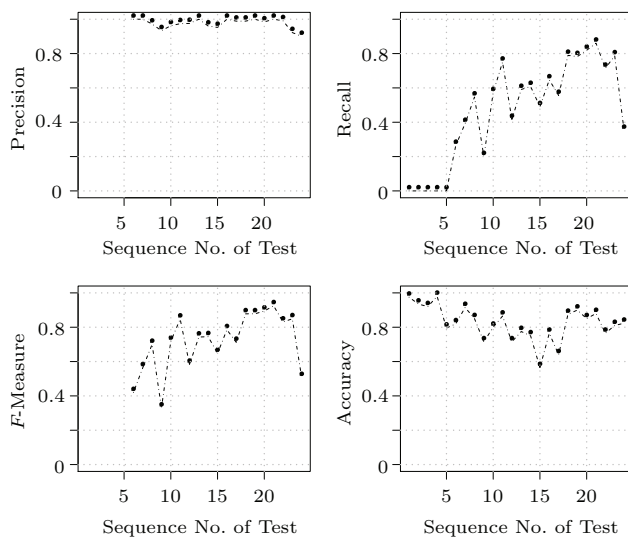 Precision
0.8
0.4
0
5 10 15 20
Sequence No. of Test
Recall
0.8
0.4
0
5 10 15 20
Sequence No. of Test
F-Measure
0.8
0.4
0
5 10 15 20
Sequence No. of Test
Accuracy
0.8
0.4
0
5 10 15 20
Sequence No. of Test